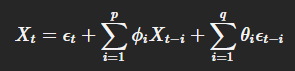 $X_t = \epsilon_t + \sum_{i=1}^{p} \phi_i X_{t-i} + \sum_{i=1}^{q} \theta_i \epsilon_{t-i}$